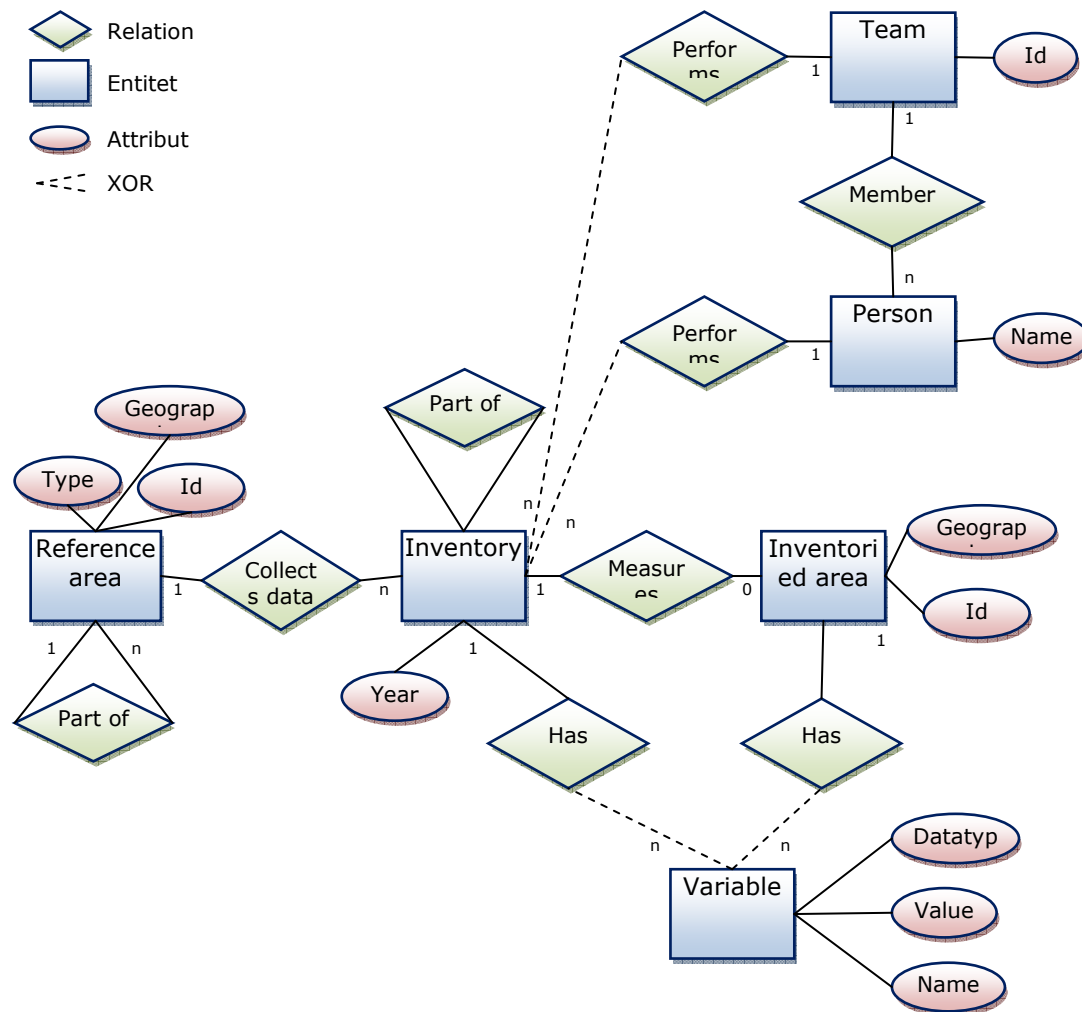 Relation
Entitet
Attribut
XOR
Perfor
ms
1
Team
Id
1
Member
n
Perfor
ms
1
Person
Name
Part of
Geograp
Type
Id
n
n
Reference
area
1
Collect
s data
n
Inventory
1
Measur
es
0
Inventori
ed area
Geograp
Id
1
n
1
1
Part of
Year
Has
Has
n
n
Variable
Datatyp
Value
Name